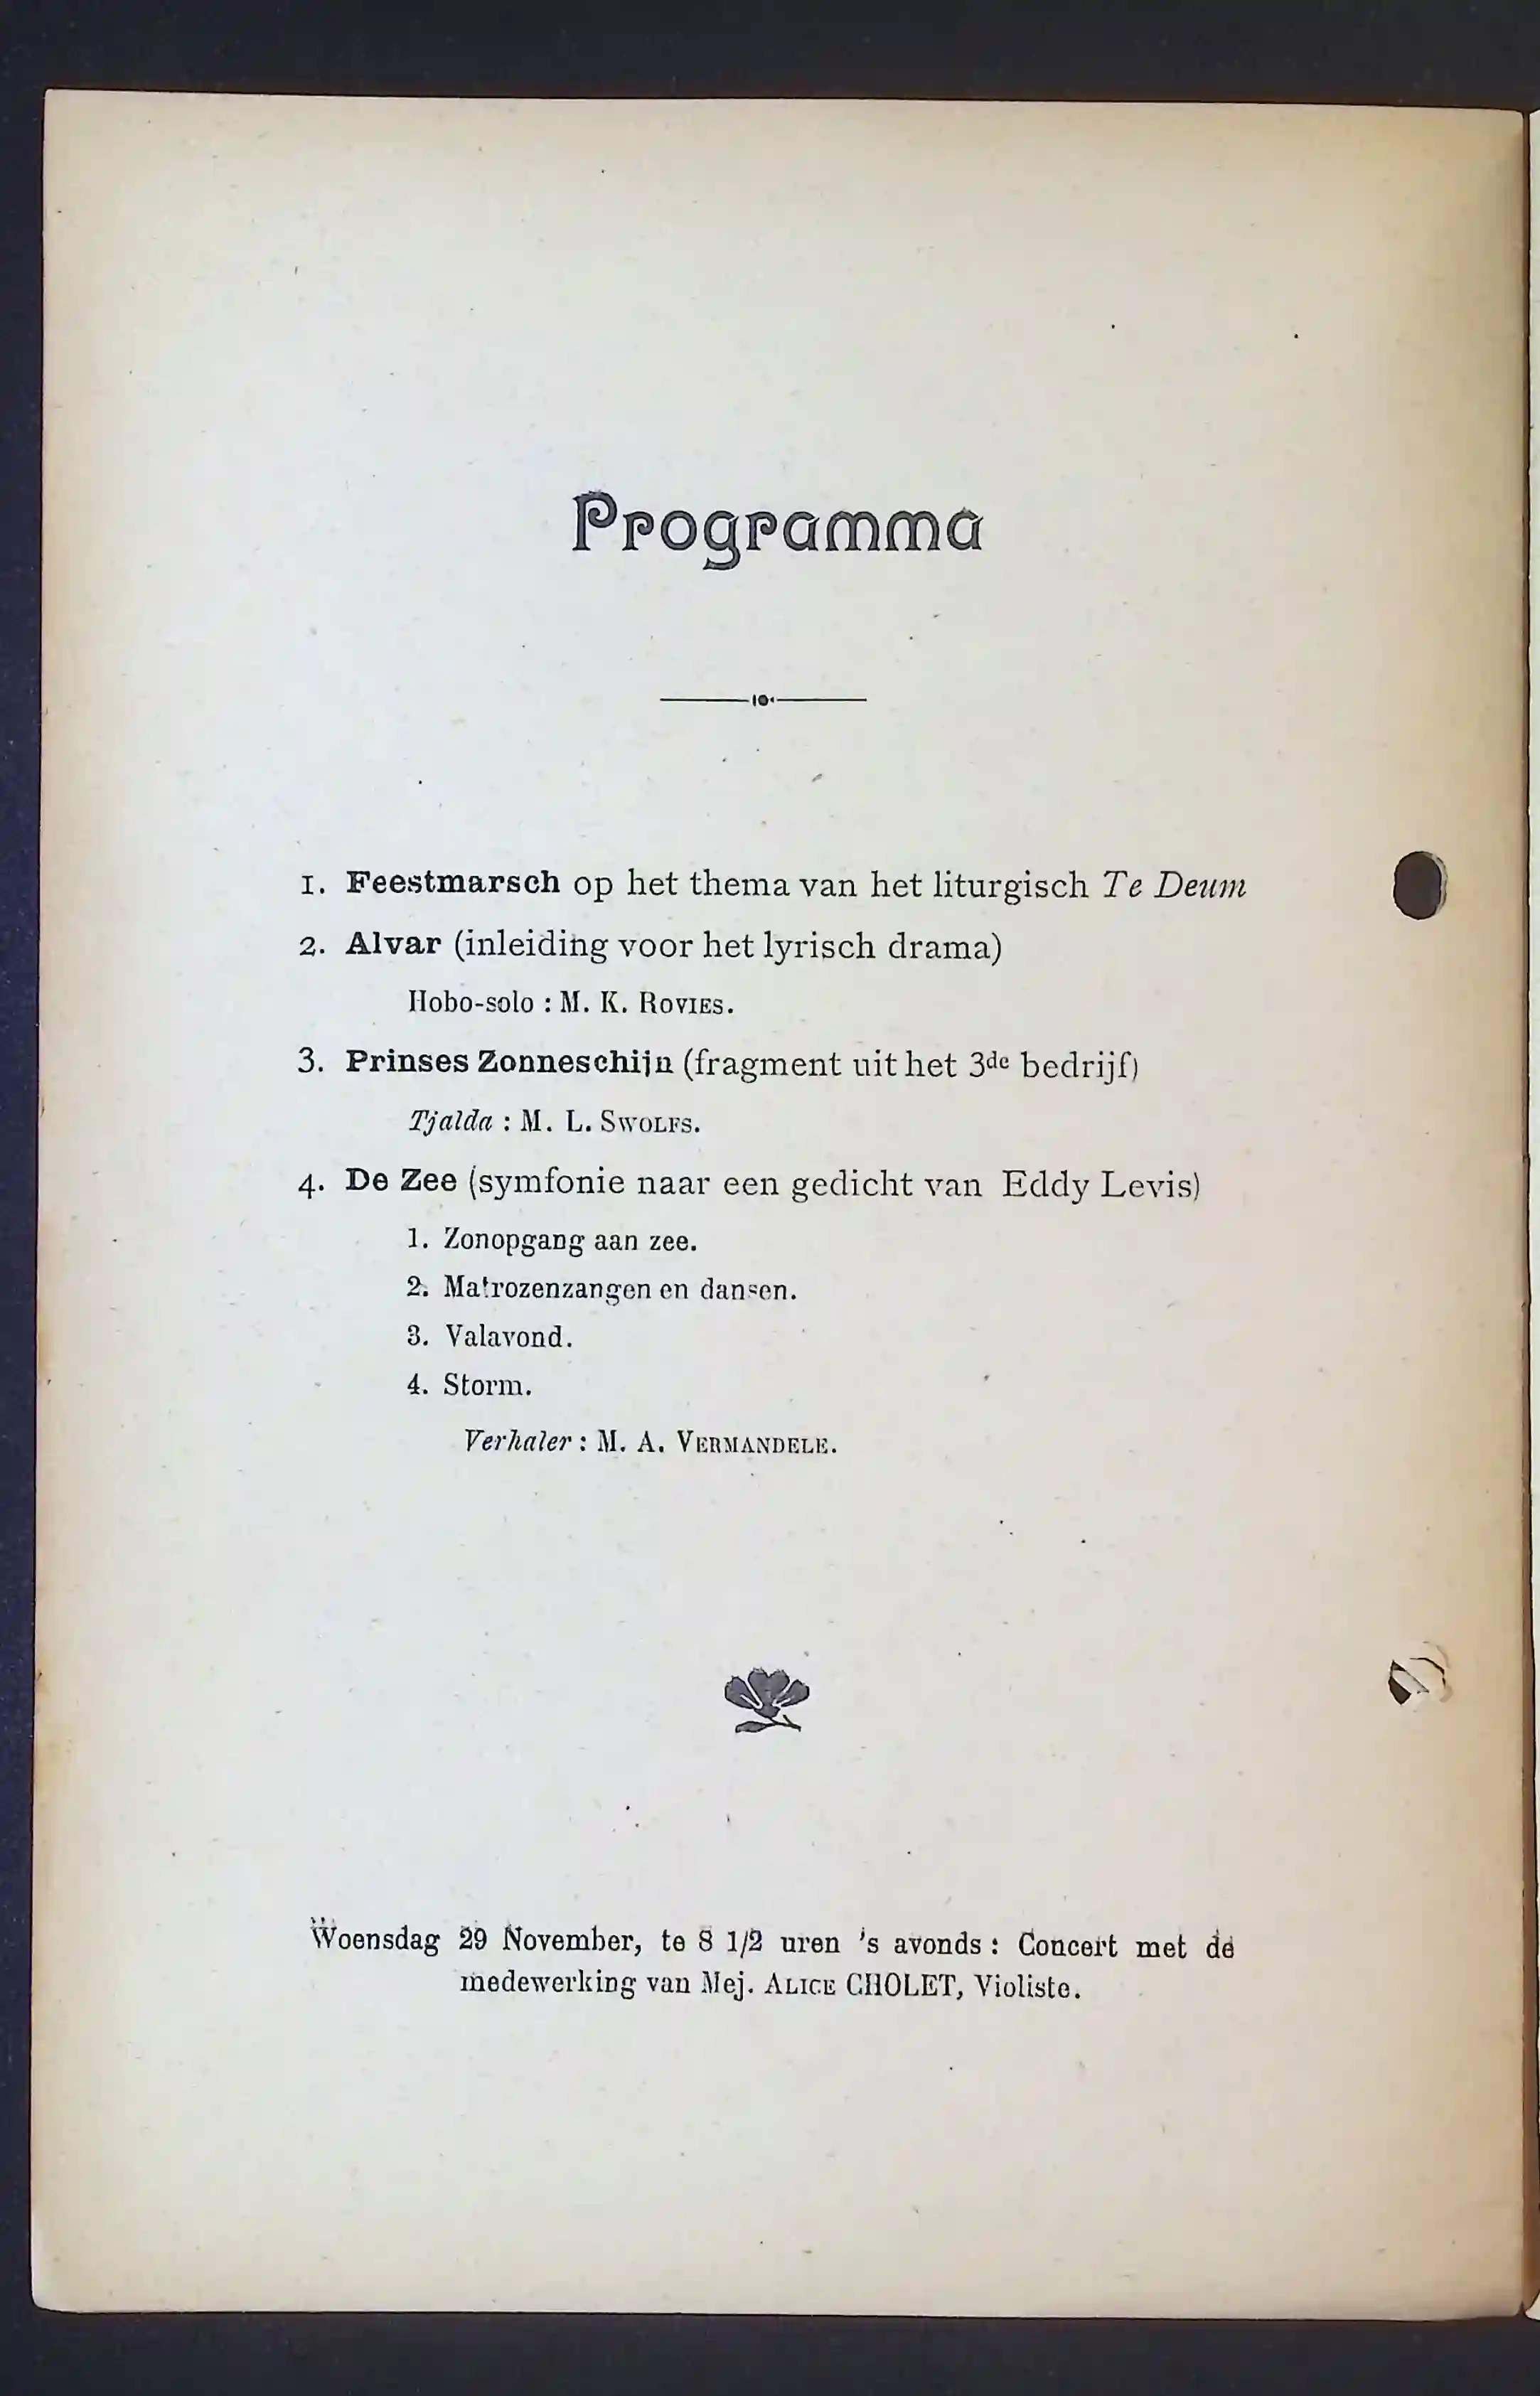 Programma
1. Feestmarsch op het thema van het liturgisch Te Deum
2. Alvar (inleiding voor het lyrisch drama)
Hobo-solo : M. K. Rovies.
3. Prinses Zonneschijn (fragment uit het 3de bedrijf)
Tjalda : M. L. Swolfs.
4. De Zee (symfonie naar een gedicht van Eddy Levis)
1. Zonopgang aan zee.
2. Matrozenzangen en dansen.
3. Valavond.
4. Storm.
Verhaler : M. A. Vermandele.
Woensdag 29 November, te 8 1/2 uren 's avonds : Concert met de
medewerking van Mej. Alice CHOLET, Violiste.